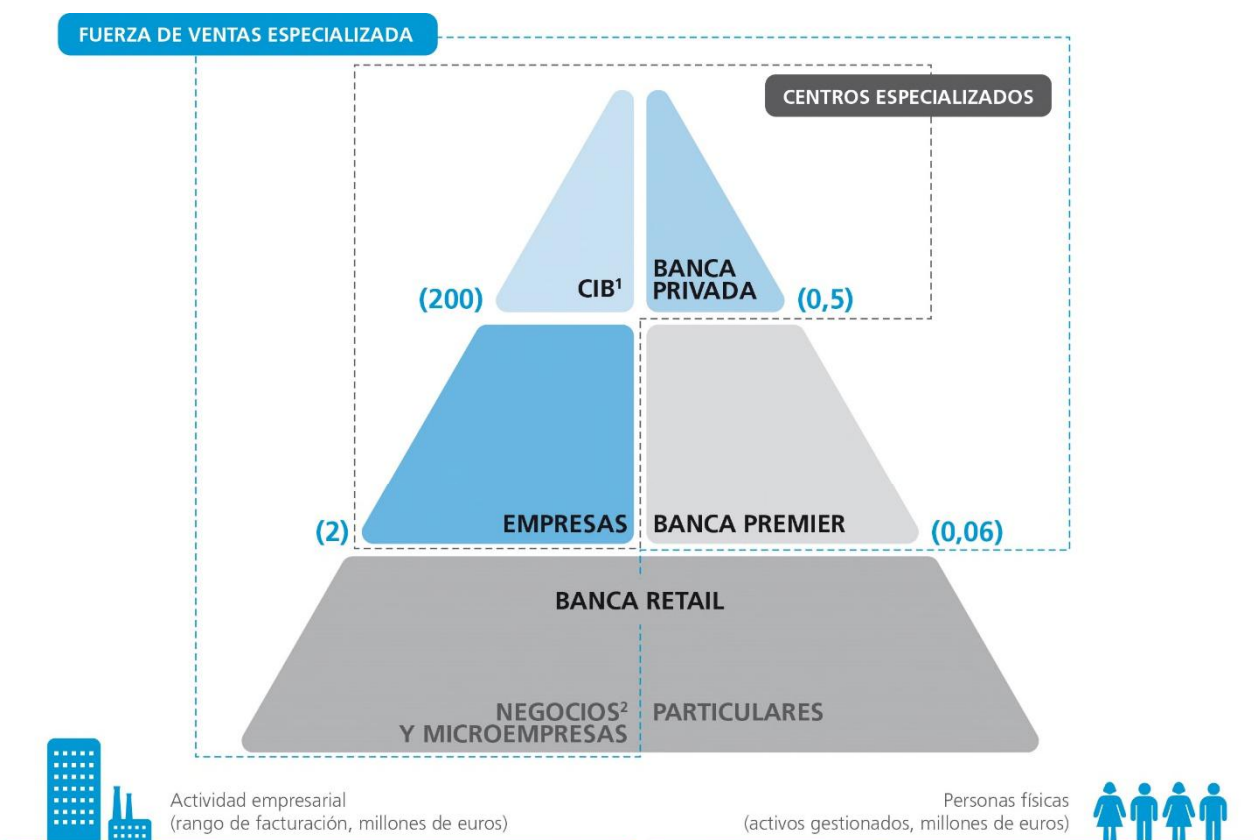 FUERZA DE VENTAS ESPECIALIZADA
CENTROS ESPECIALIZADOS
CIB¹
BANCA
PRIVADA
(200)
(0,5)
EMPRESAS
BANCA PREMIER
(2)
(0,06)
BANCA RETAIL
NEGOCIOS²
Y MICROEMPRESAS
PARTICULARES
Actividad empresarial
(rango de facturación, millones de euros)
Personas físicas
(activos gestionados, millones de euros)